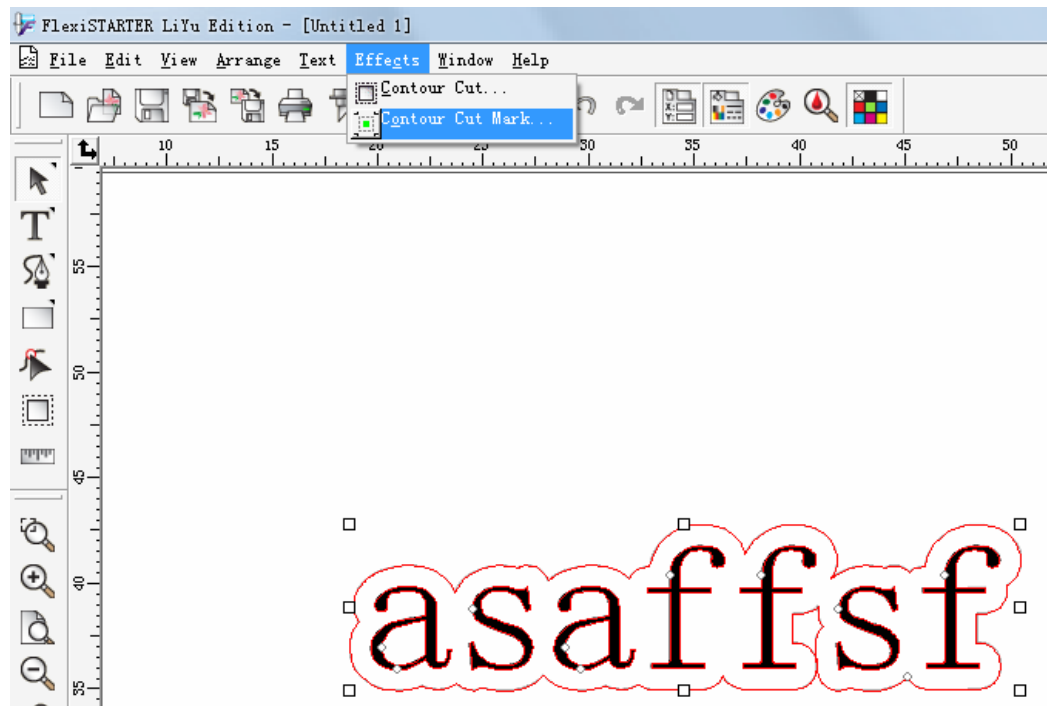 FlexiSTARTER LiYu Edition - [Untitled 1]
File Edit View Arrange Text Effects Window Help
Contour Cut...
Contour Cut Mark...
10 15 20 25 30 35 40 45 50
55
50
45
40
35
asaffsf